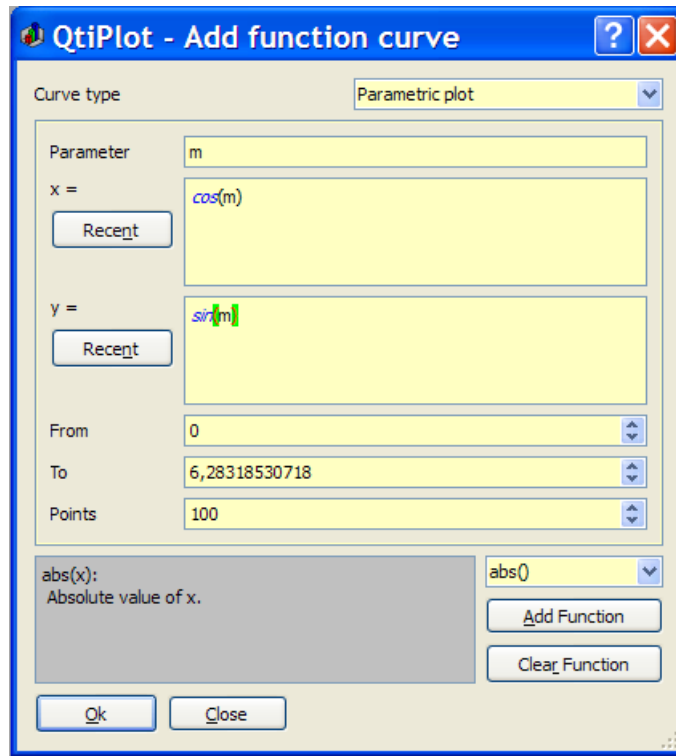 QtiPlot - Add function curve
Curve type Parametric plot
Parameter m
x = cos(m)
Recent
y = sin(m)
Recent
From 0
To 6,28318530718
Points 100
abs(x):
Absolute value of x.
abs()
Add Function
Clear Function
Ok Close